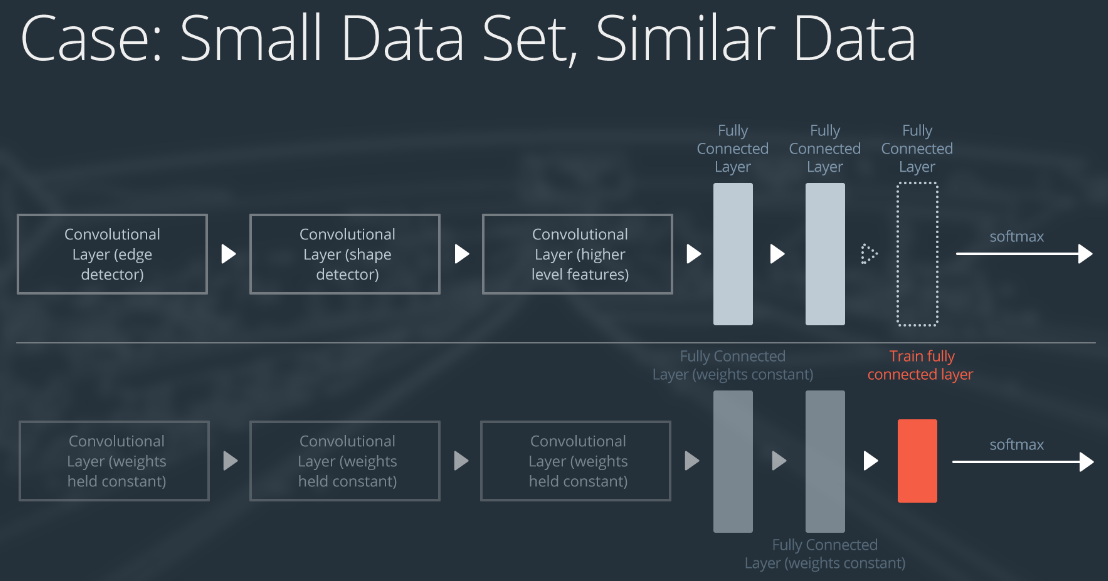 Case: Small Data Set, Similar Data
Fully
Connected
Layer
Fully
Connected
Layer
Fully
Connected
Layer
Convolutional
Layer (edge
detector)
Convolutional
Layer (shape
detector)
Convolutional
Layer (higher
level features)
softmax
Fully Connected
Layer (weights constant)
Train fully
connected layer
Convolutional
Layer (weights
held constant)
Convolutional
Layer (weights
held constant)
Convolutional
Layer (weights
held constant)
softmax
Fully Connected
Layer (weights constant)